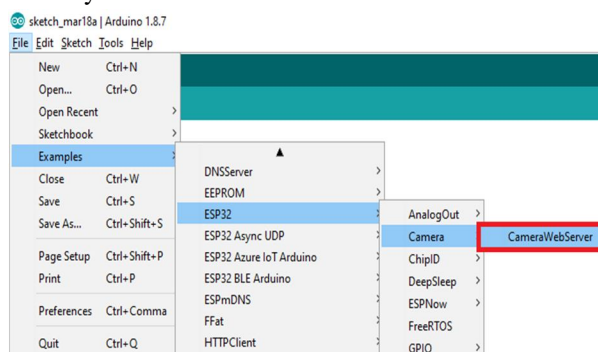 sketch_mar18a | Arduino 1.8.7
File Edit Sketch Tools Help
New Ctrl+N
Open... Ctrl+O
Open Recent
Sketchbook
Examples
Close Ctrl+W
Save Ctrl+S
Save As... Ctrl+Shift+S
Page Setup Ctrl+Shift+P
Print Ctrl+P
Preferences Ctrl+Comma
Quit Ctrl+Q
DNSServer
EEPROM
ESP32
ESP32 Async UDP
ESP32 Azure IoT Arduino
ESP32 BLE Arduino
ESPmDNS
FFat
HTTPClient
AnalogOut
Camera
ChipID
DeepSleep
ESPNow
FreeRTOS
GPIO
CameraWebServer